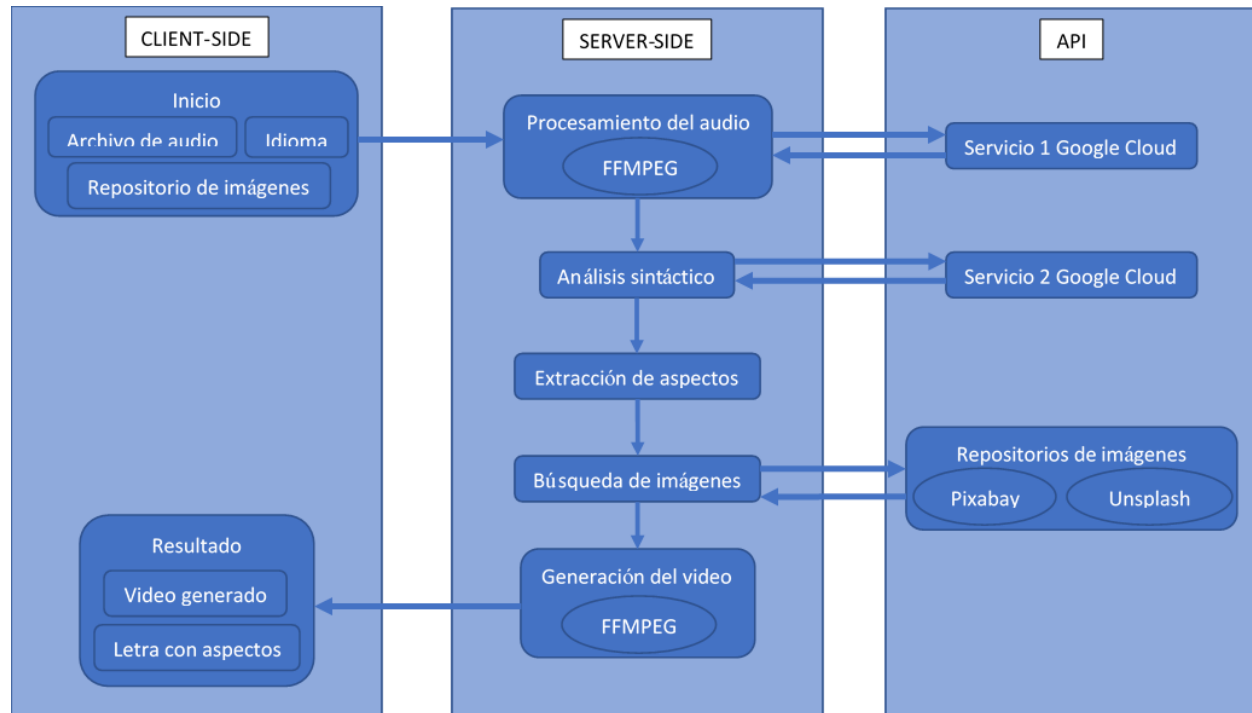 CLIENT-SIDE
Inicio
Archivo de audio
Idioma
Repositorio de imágenes
Resultado
Video generado
Letra con aspectos
SERVER-SIDE
Procesamiento del audio
FFMPEG
Análisis sintáctico
Extracción de aspectos
Búsqueda de imágenes
Generación del video
FFMPEG
API
Servicio 1 Google Cloud
Servicio 2 Google Cloud
Repositorios de imágenes
Pixabay
Unsplash